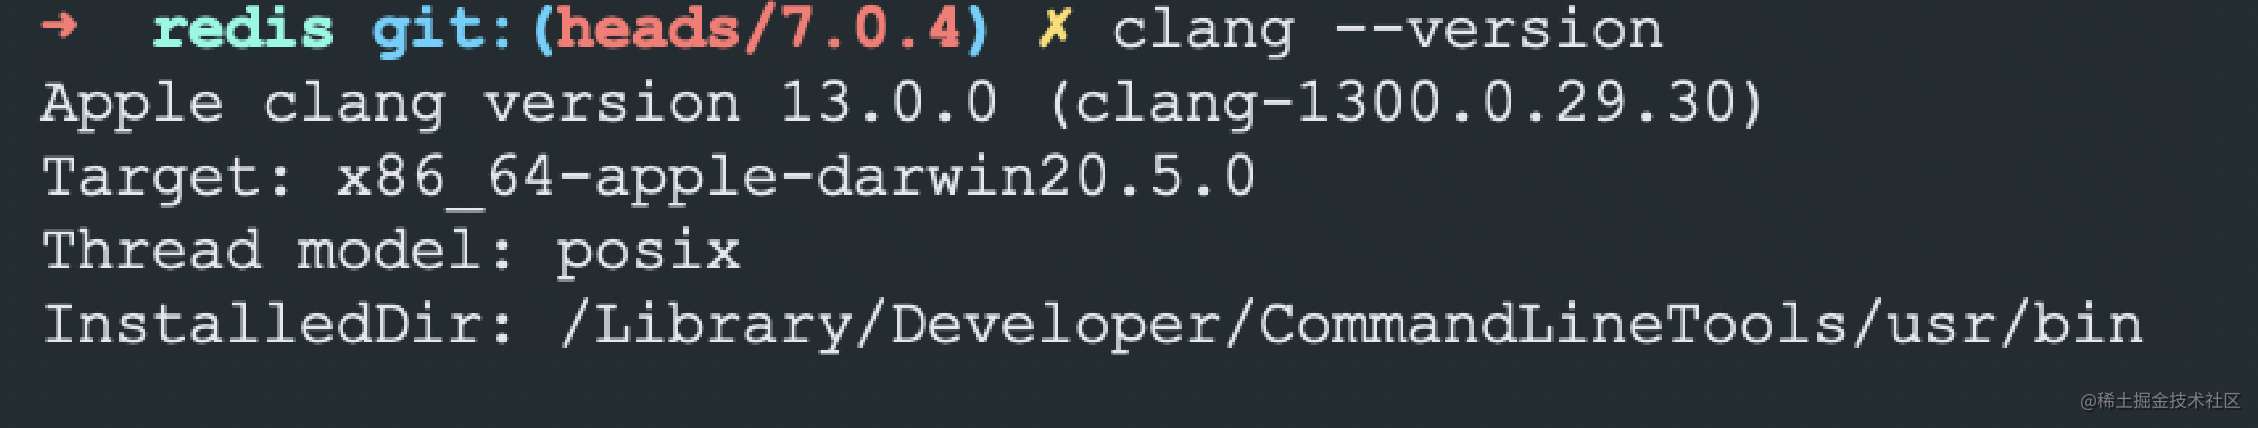 ➜  redis git:(heads/7.0.4) ✗ clang --version
Apple clang version 13.0.0 (clang-1300.0.29.30)
Target: x86_64-apple-darwin20.5.0
Thread model: posix
InstalledDir: /Library/Developer/CommandLineTools/usr/bin
@稀土掘金技术社区